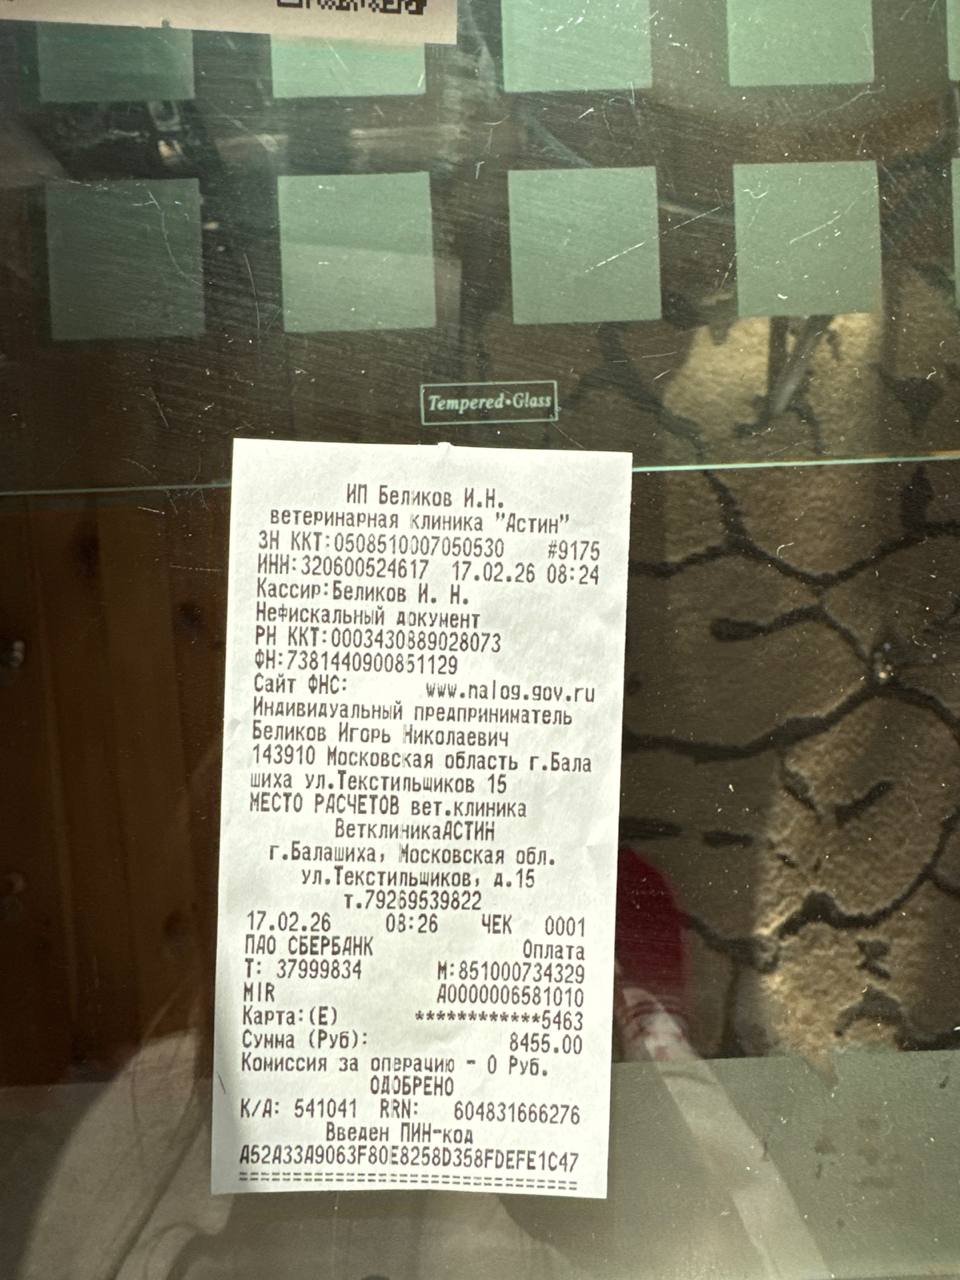 Tempered•Glass
ИП Беликов И.Н.
ветеринарная клиника "Астин"
ЗН ККТ:0508510007050530 #9175
ИНН:320600524617 17.02.26 08:24
Кассир:Беликов И. Н.
Нефискальный документ
РН ККТ:0003430889028073
ФН:7381440900851129
Сайт ФНС: www.nalog.gov.ru
Индивидуальный предприниматель
Беликов Игорь Николаевич
143910 Московская область г.Бала
шиха ул.Текстильшиков 15
МЕСТО РАСЧЕТОВ вет.клиника
ВетклиникаАСТИН
г.Балашиха, Московская обл.
ул.Текстильшиков, д.15
т.79269539822
17.02.26 08:26 ЧЕК 0001
ПАО СБЕРБАНК Оплата
Т: 37999834 М:851000734329
MIR A0000006581010
Карта:(E) ************5463
Сумма (Руб): 8455.00
Комиссия за операцию - 0 Руб.
ОДОБРЕНО
К/А: 541041 RRN: 604831666276
Введен ПИН-код
A52A33A9063F80E8258D358FDEFE1C47
================================